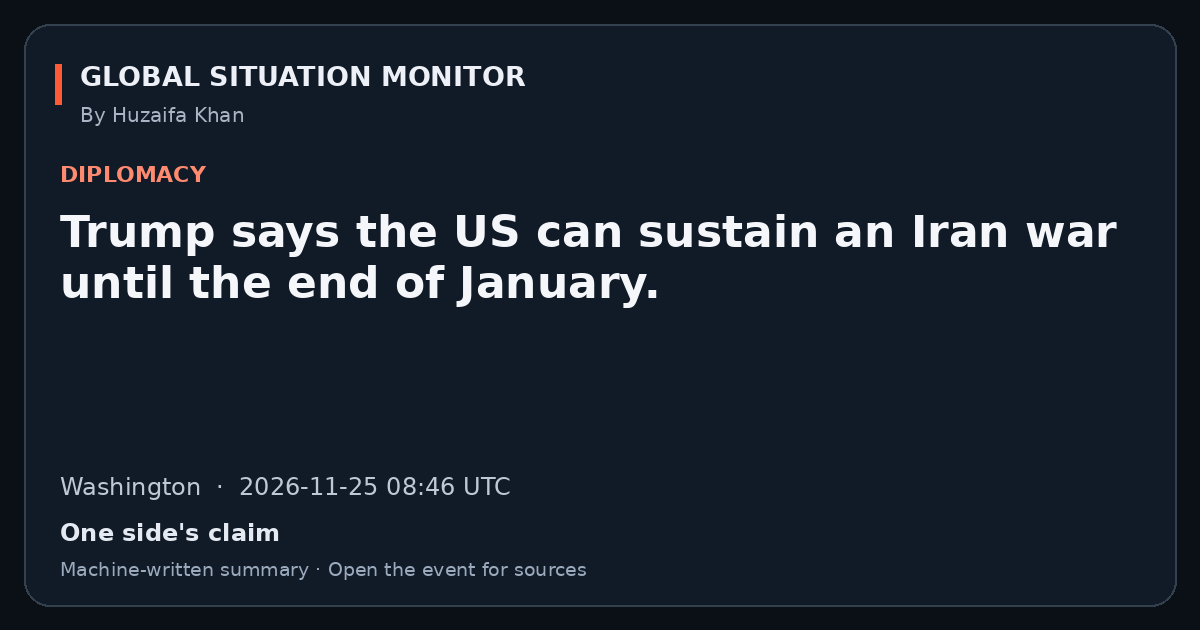 GLOBAL SITUATION MONITOR
By Huzaifa Khan
DIPLOMACY
Trump says the US can sustain an Iran war
until the end of January.
Washington · 2026-11-25 08:46 UTC
One side's claim
Machine-written summary · Open the event for sources